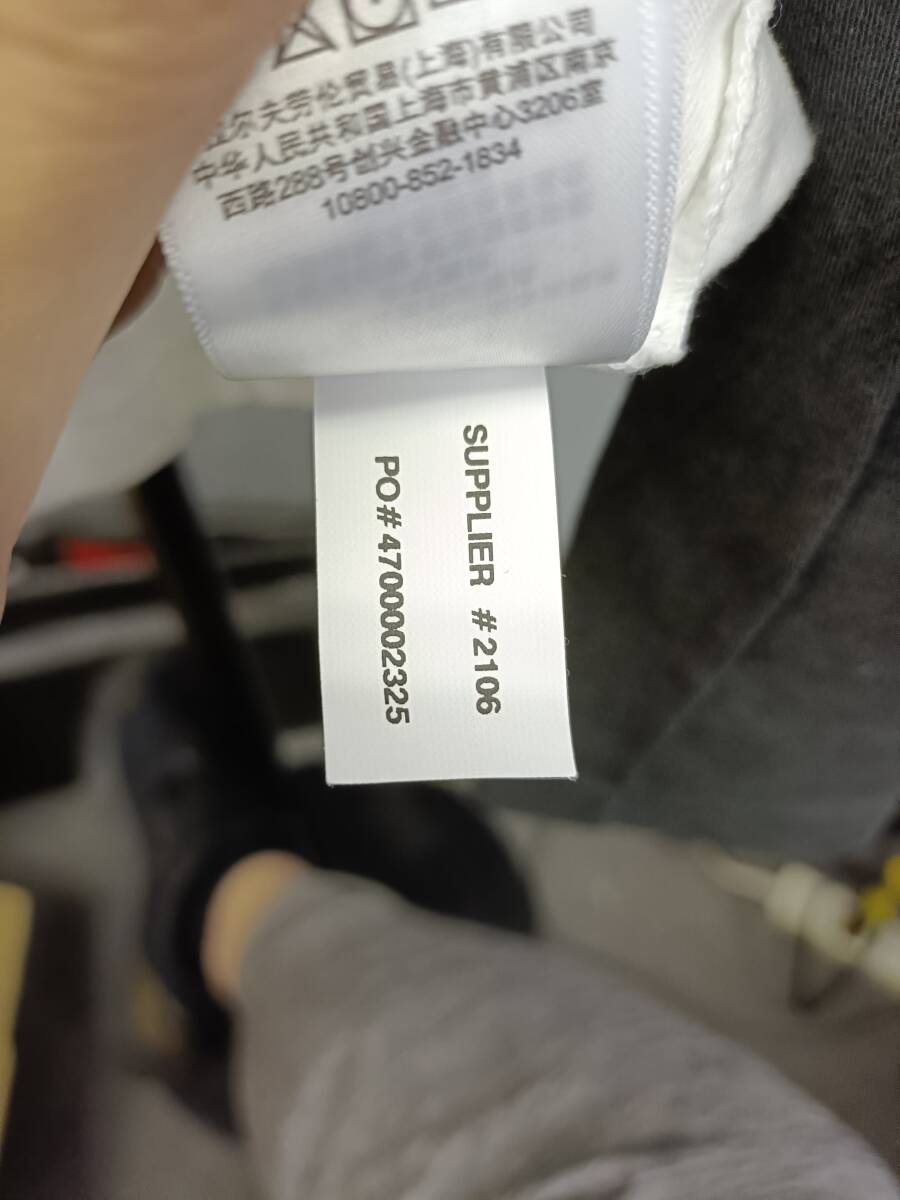 拉尔夫劳伦贸易(上海)有限公司
中华人民共和国上海市黄浦区南京
西路288号创兴金融中心3206室
10800-852-1834
SUPPLIER #2106
PO#4700002325